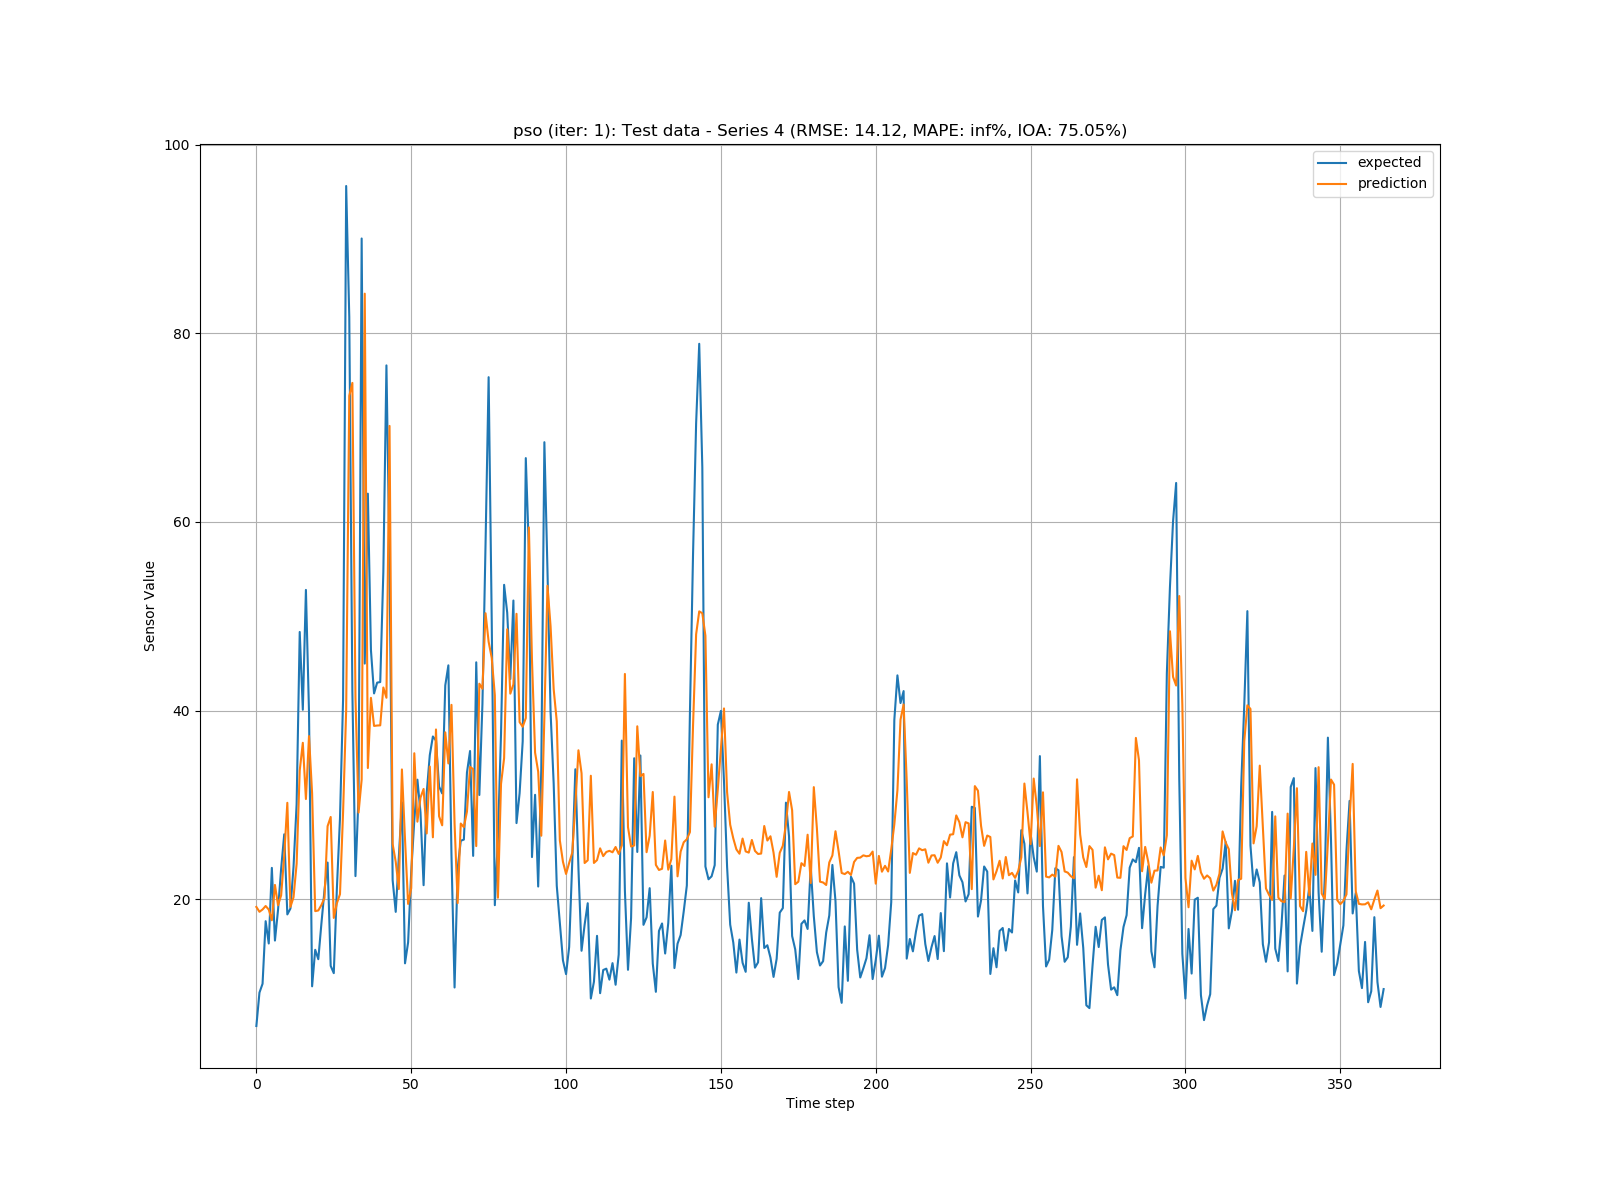 pso (iter: 1): Test data - Series 4 (RMSE: 14.12, MAPE: inf%, IOA: 75.05%)
expected
prediction
100
80
60
40
20
Sensor Value
0 50 100 150 200 250 300 350
Time step